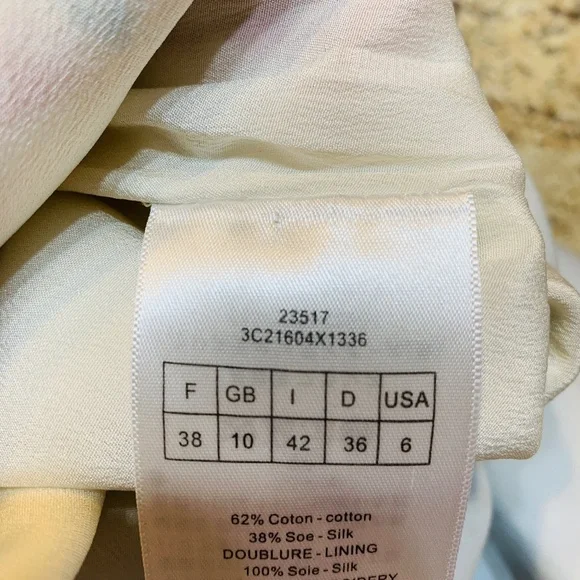 23517
3C21604X1336
F GB I D USA
38 10 42 36 6
62% Coton - cotton
38% Soe - Silk
DOUBLURE - LINING
100% Soie - Silk